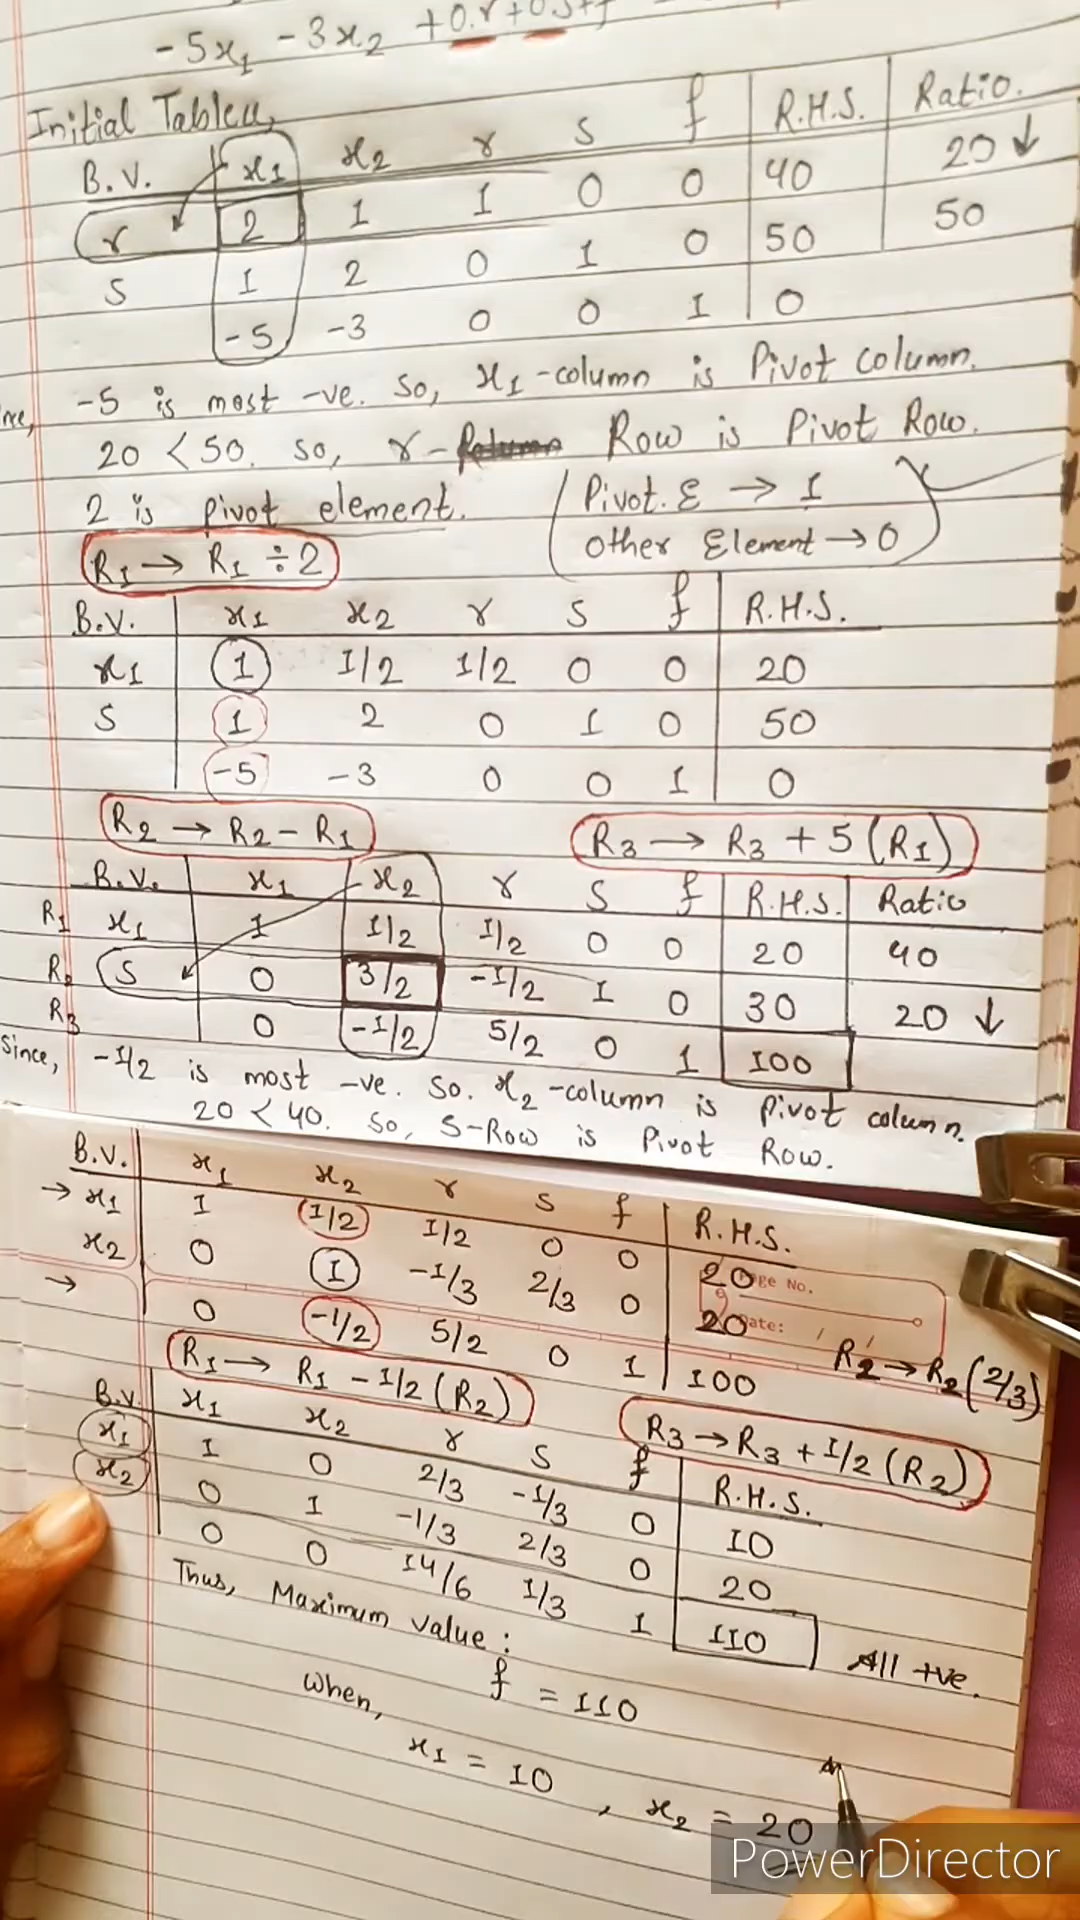 -5x₁ -3x₂ +0.r+0.s+f
Initial Tableu,
B.V. x₁ x₂ r s f R.H.S. Ratio.
r 2 1 1 0 0 40 20 ↓
s 1 2 0 1 0 50 50
-5 -3 0 0 1 0
-5 is most -ve. So, x₁-column is Pivot column.
20 < 50. so, r- Row is Pivot Row.
2 is pivot element.
Pivot. E → 1
other Element → 0
R₁ → R₁ ÷ 2
B.V. x₁ x₂ r s f R.H.S.
x₁ 1 1/2 1/2 0 0 20
s 1 2 0 1 0 50
-5 -3 0 0 1 0
R₂ → R₂ - R₁ R₃ → R₃ + 5 (R₁)
B.V. x₁ x₂ r s f R.H.S. Ratio
R₁ x₁ 1 1/2 1/2 0 0 20 40
R₂ s 0 3/2 -1/2 1 0 30 20 ↓
R₃ 0 -1/2 5/2 0 1 100
Since, -1/2 is most -ve. So. x₂-column is pivot column.
20 < 40. So, S-Row is Pivot Row.
B.V. x₁ x₂ r s f R.H.S.
→ x₁ 1 1/2 1/2 0 0 20
x₂ 0 1 -1/3 2/3 0 20
→ 0 -1/2 5/2 0 1 100
ge No.
ate: / /
R₂ → R₂ (2/3)
R₁ → R₁ - 1/2 (R₂) R₃ → R₃ + 1/2 (R₂)
B.V. x₁ x₂ r s f R.H.S.
x₁ 1 0 2/3 -1/3 0 10
x₂ 0 1 -1/3 2/3 0 20
0 0 14/6 1/3 1 110 All +ve.
Thus, Maximum value:
f = 110
when,
x₁ = 10 , x₂ = 20
PowerDirector